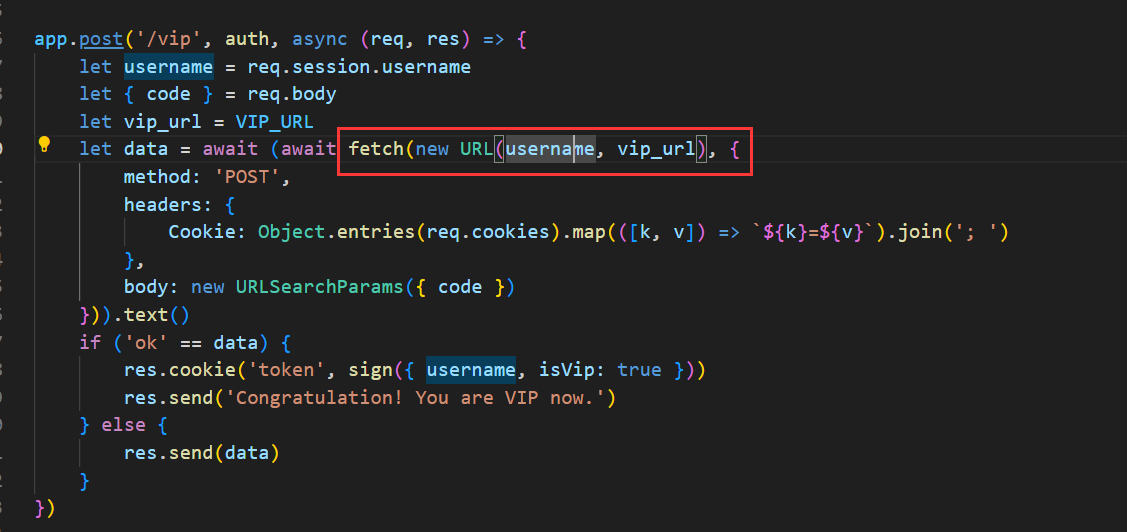 app.post('/vip', auth, async (req, res) => {
    let username = req.session.username
    let { code } = req.body
    let vip_url = VIP_URL
    let data = await (await fetch(new URL(username, vip_url), {
        method: 'POST',
        headers: {
            Cookie: Object.entries(req.cookies).map(([k, v]) => `${k}=${v}`).join('; ')
        },
        body: new URLSearchParams({ code })
    })).text()
    if ('ok' == data) {
        res.cookie('token', sign({ username, isVip: true }))
        res.send('Congratulation! You are VIP now.')
    } else {
        res.send(data)
    }
})